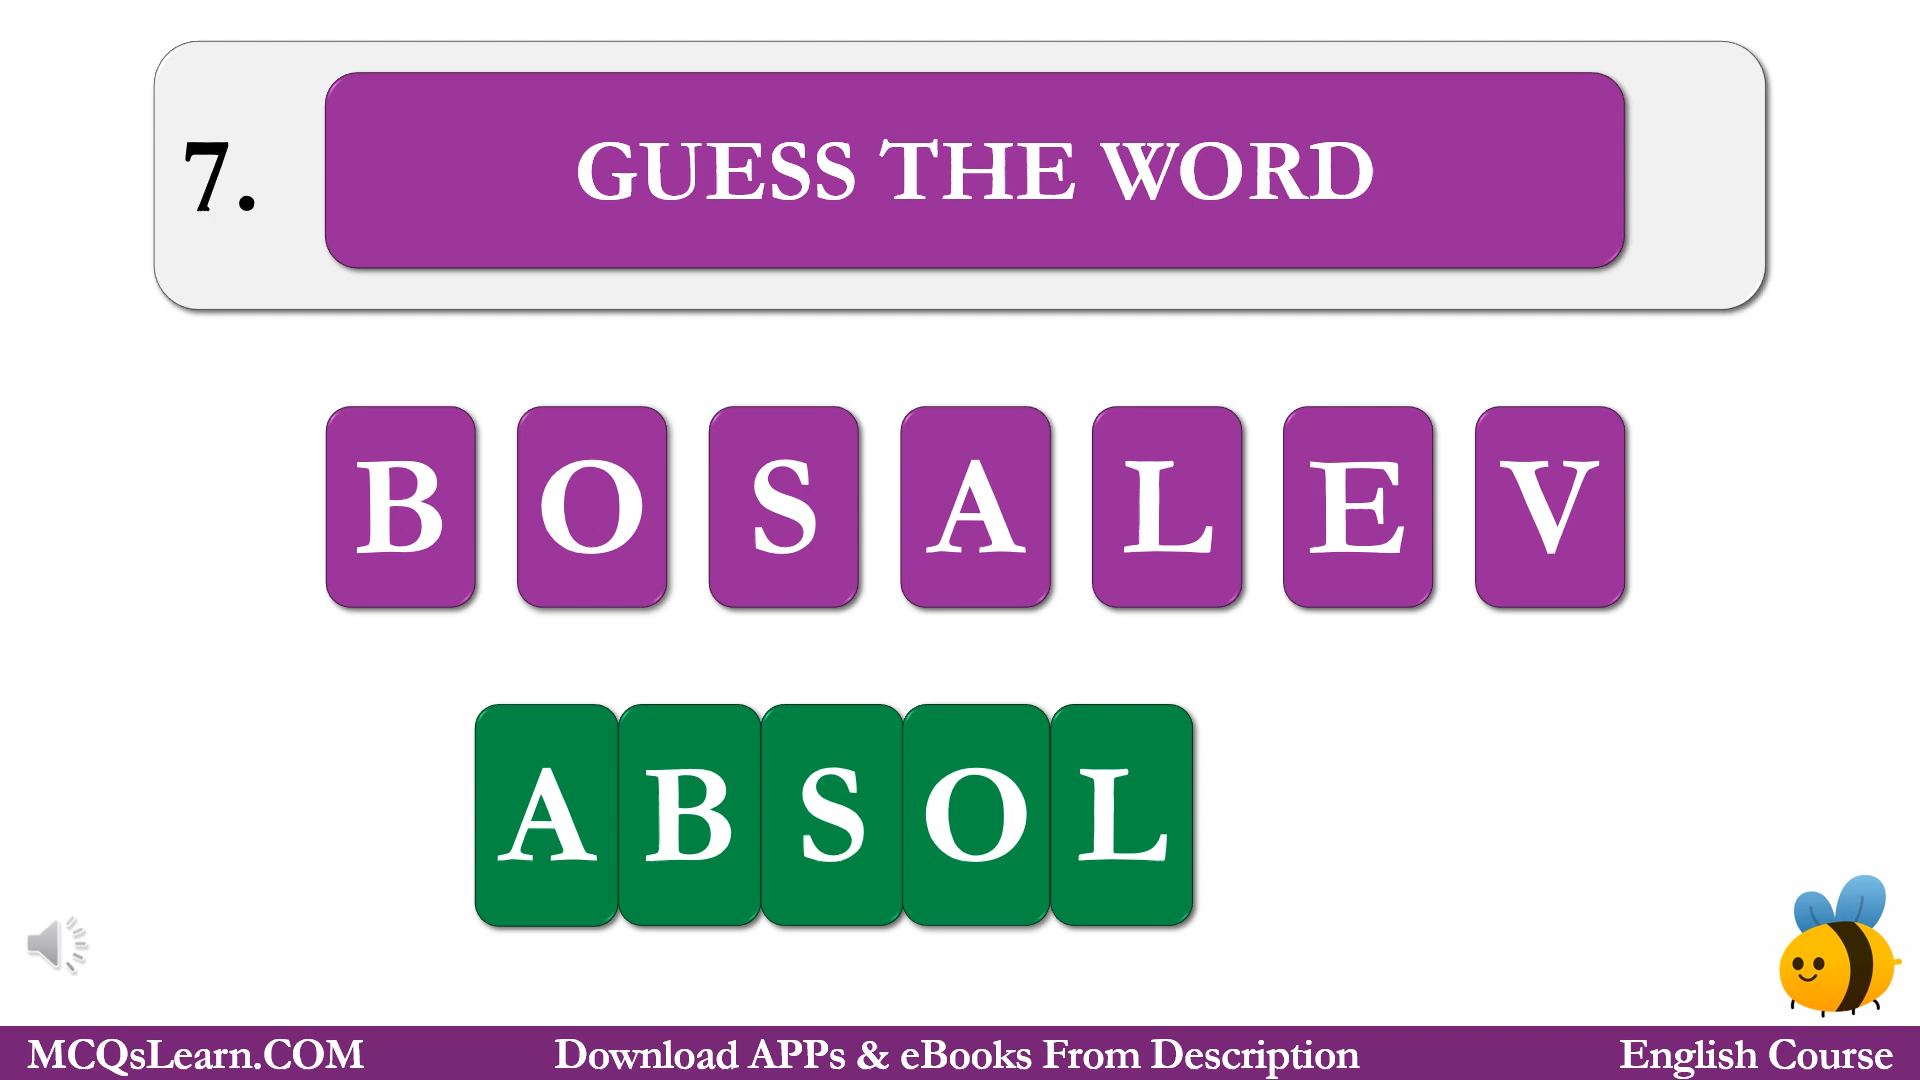 7. GUESS THE WORD
B O S A L E V
A B S O L
MCQsLearn.COM Download APPs & eBooks From Description English Course